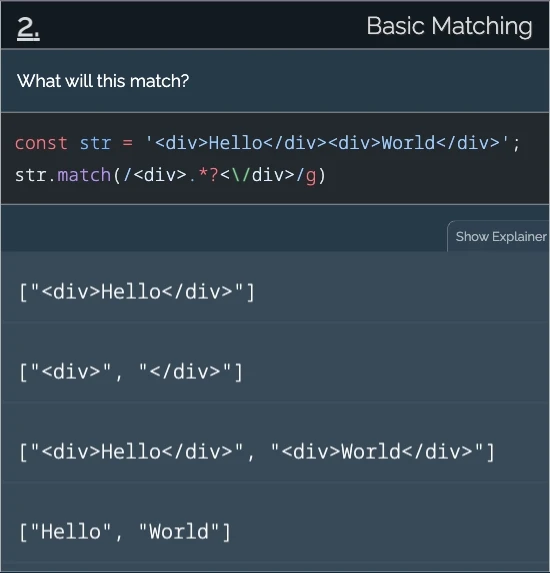 2. Basic Matching
What will this match?
const str = '<div>Hello</div><div>World</div>';
str.match(/<div>.*?<\/div>/g)
Show Explainer
["<div>Hello</div>"]
["<div>", "</div>"]
["<div>Hello</div>", "<div>World</div>"]
["Hello", "World"]